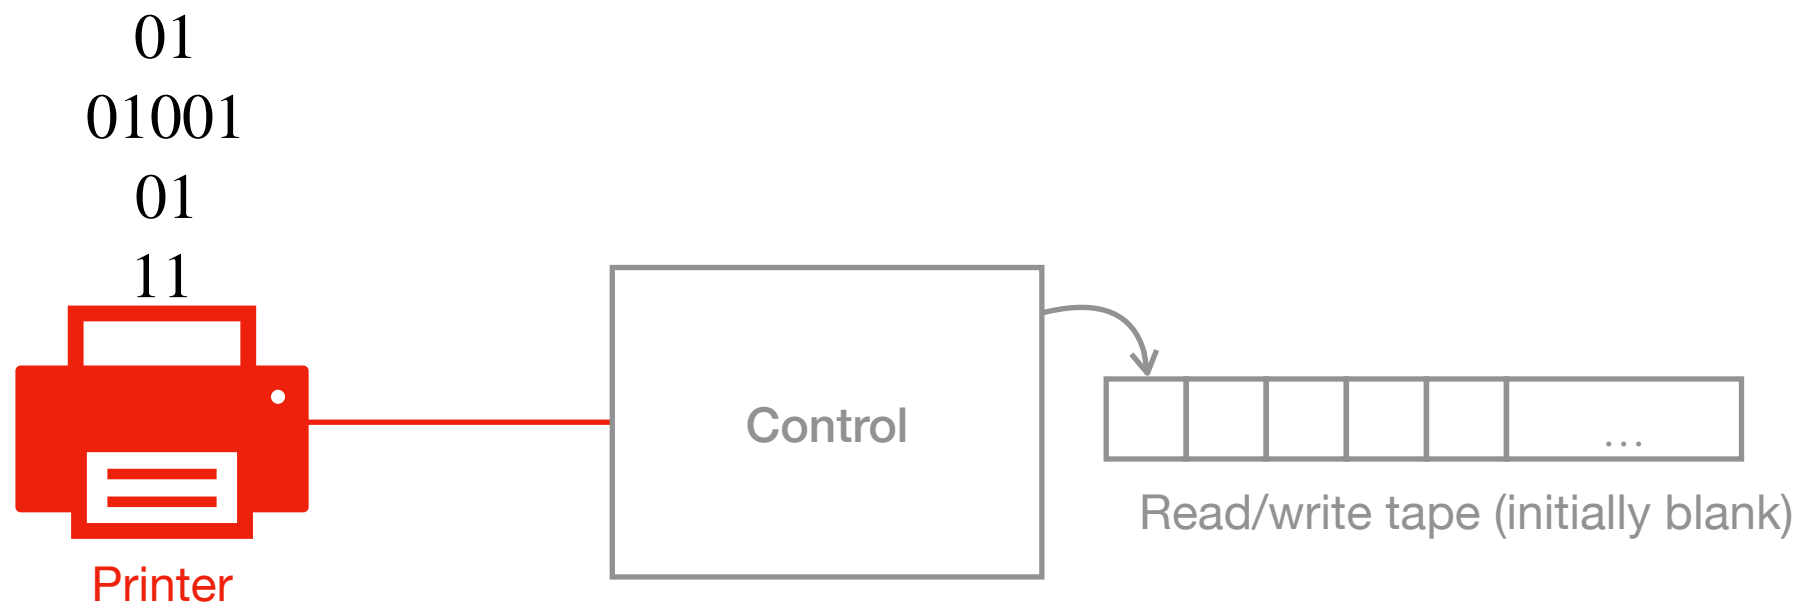 01
01001
01
11
Control
...
Read/write tape (initially blank)
Printer